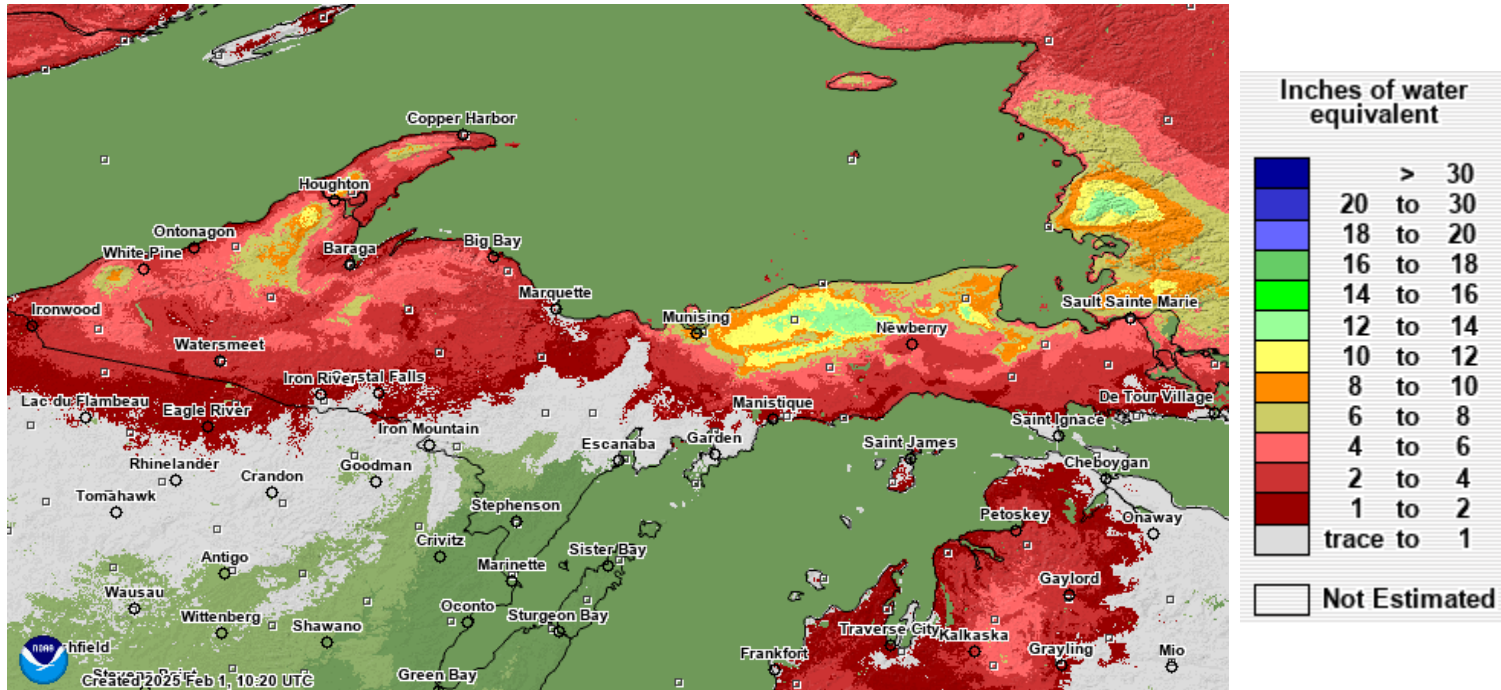 Copper Harbor
Houghton
Ontonagon
White Pine
Baraga
Big Bay
Ironwood
Marquette
Munising
Sault Sainte Marie
Newberry
Watersmeet
Iron River
stal Falls
Lac du Flambeau
Eagle River
Manistique
De Tour Village
Iron Mountain
Escanaba
Garden
Saint James
Saint Ignace
Rhinelander
Crandon
Goodman
Cheboygan
Tomahawk
Stephenson
Petoskey
Onaway
Antigo
Crivitz
Sister Bay
Marinette
Gaylord
Wausau
Wittenberg
Oconto
Sturgeon Bay
Shawano
Traverse City
Kalkaska
Grayling
Mio
Frankfort
Green Bay
NOAA
hfield
Stevens Point
Created 2025 Feb 1, 10:20 UTC
Inches of water
equivalent
> 30
20 to 30
18 to 20
16 to 18
14 to 16
12 to 14
10 to 12
8 to 10
6 to 8
4 to 6
2 to 4
1 to 2
trace to 1
Not Estimated